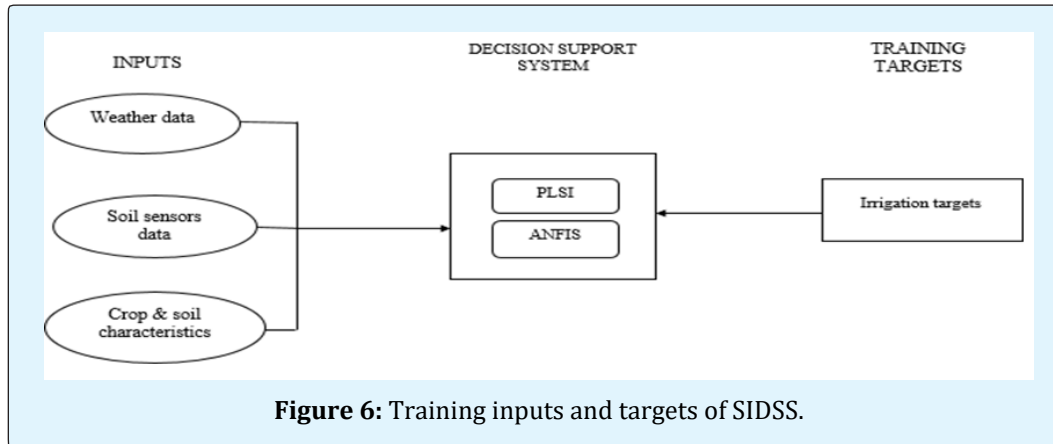 INPUTS
DECISION SUPPORT
SYSTEM
TRAINING
TARGETS
Weather data
Soil sensors
data
Crop & soil
characteristics
PLSI
ANFIS
Irrigation targets
Figure 6: Training inputs and targets of SIDSS.